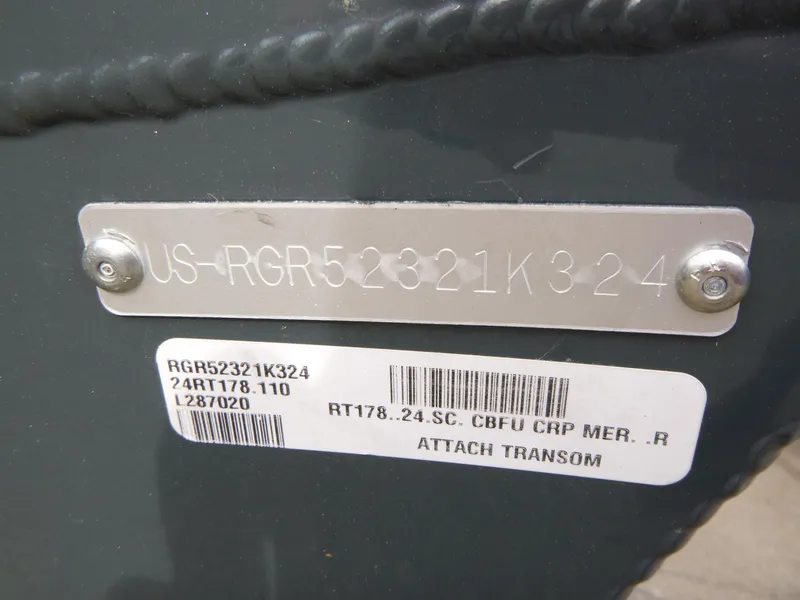 US-RGR52321K324
RGR52321K324
24RT178.110
L287020
RT178..24.SC. CBFU CRP MER. .R
ATTACH TRANSOM